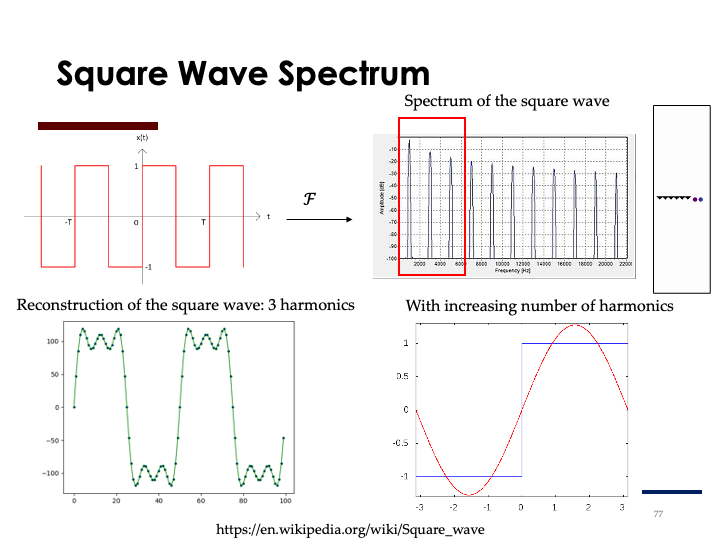 Square Wave Spectrum
Spectrum of the square wave
x(t)
1
-T
0
T
t
-1
ℱ
Amplitude [dB]
-10
-20
-30
-40
-50
-60
-70
-80
-90
-100
2000 4000 6000 8000 10000 12000 14000 16000 18000 20000 2200
Frequency [Hz]
Reconstruction of the square wave: 3 harmonics
With increasing number of harmonics
100
50
0
−50
−100
0 20 40 60 80 100
1
0.5
0
-0.5
-1
-3 -2 -1 0 1 2 3
77
https://en.wikipedia.org/wiki/Square_wave